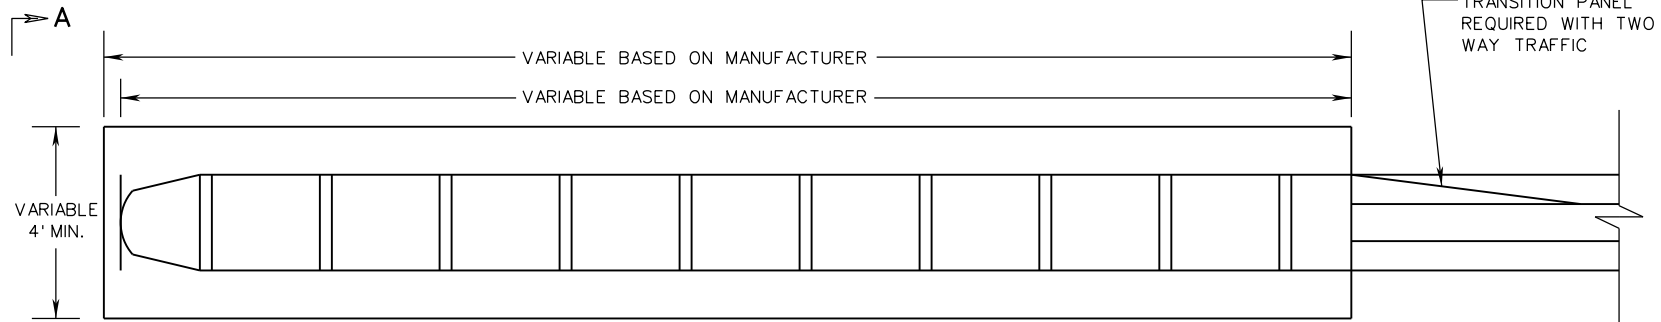 A
TRANSITION PANEL
REQUIRED WITH TWO
WAY TRAFFIC
VARIABLE BASED ON MANUFACTURER
VARIABLE BASED ON MANUFACTURER
VARIABLE
4' MIN.